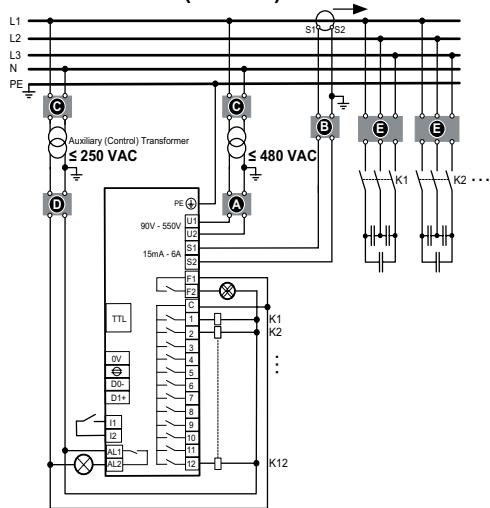 L1
L2
L3
N
PE
S1 S2
C
C
B
E
E
Auxiliary (Control) Transformer
≤ 250 VAC
≤ 480 VAC
K1
K2 ...
D
A
PE
90V - 550V
U1
U2
15mA - 6A
S1
S2
F1
F2
C
TTL
1
K1
2
K2
3
0V
4
5
D0-
6
D1+
7
8
I1
9
I2
10
AL1
11
AL2
12
K12